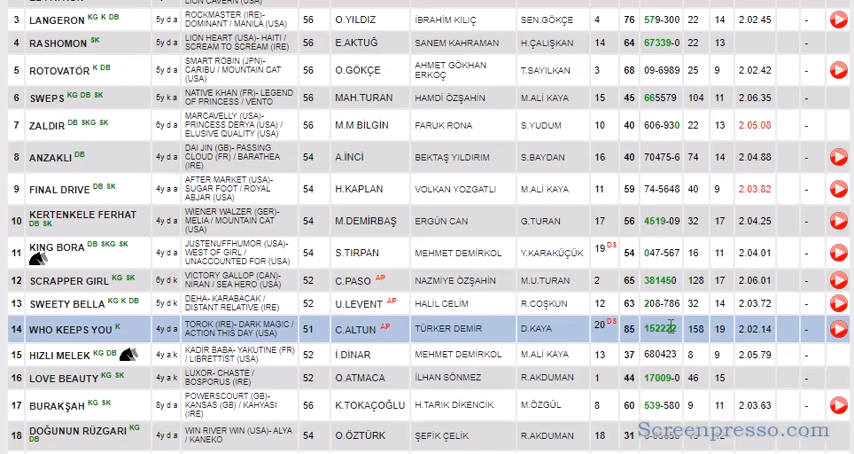 3 LANGERON KG K DB 5y d a ROCKMASTER (IRE)- DOMINANT / MANILA (USA) 56 O.YILDIZ İBRAHİM KILIÇ SEN.GÖKÇE 4 76 579-300 22 14 2.02.45 -
4 RASHOMON SK 5y d a LION HEART (USA)- HAITI / SCREAM TO SCREAM (IRE) 56 E.AKTUĞ SANEM KAHRAMAN H.ÇALIŞKAN 14 64 67339-0 22 13 -
5 ROTOVATÖR K DB 5y d a SMART ROBIN (JPN)- CARIBU / MOUNTAIN CAT (USA) 56 O.GÖKÇE AHMET GÖKHAN ERKOÇ T.SAYILKAN 3 68 09-6989 25 9 2.02.42 -
6 SWEPS KG DB SK 5y k a NATIVE KHAN (FR)- LEGEND OF PRINCESS / VENTO 56 MAH.TURAN HAMDİ ÖZŞAHİN M.ALİ KAYA 15 45 665579 104 11 2.06.35 -
7 ZALDIR DB SKG SK 5y d a MARCAVELLY (USA)- PRINCESS DERYA (USA) / ELUSIVE QUALITY (USA) 56 M.M.BİLGİN FARUK RONA S.YUDUM 10 40 606-930 22 13 2.05.08 -
8 ANZAKLI DB 4y d a DAI JIN (GB)- PASSING CLOUD (FR) / BARATHEA (IRE) 54 A.İNCİ BEKTAŞ YILDIRIM S.BAYDAN 16 40 70475-6 74 14 2.04.88 -
9 FINAL DRIVE DB SK 4y a a AFTER MARKET (USA)- SUGAR FOOT / ROYAL ABJAR (USA) 54 H.KAPLAN VOLKAN YOZGATLI M.ALİ KAYA 11 59 74-5648 40 9 2.03.82 -
10 KERTENKELE FERHAT DB SK 4y d a WIENER WALZER (GER)- MELIA / MOUNTAIN CAT (USA) 54 M.DEMİRBAŞ ERGÜN CAN G.TURAN 17 56 4519-09 32 17 2.04.25 -
11 KING BORA DB SKG SK 4y d a JUSTENUFFHUMOR (USA)- WEST OF GIRL / UNACCOUNTED FOR (USA) 54 S.TIRPAN MEHMET DEMİRKOL Y.KARAKÜÇÜK 19 DS 54 047-567 16 11 2.04.01 -
12 SCRAPPER GIRL KG SK 6y d k VICTORY GALLOP (CAN)- NIRAN / SEA HERO (USA) 52 C.PASO AP NAZMİYE ÖZŞAHİN M.U.TURAN 2 65 381450 128 17 2.06.01 -
13 SWEETY BELLA KG K DB 5y d k DEHA- KARABACAK / DISTANT RELATIVE (IRE) 52 U.LEVENT AP HALİL CELİM R.COŞKUN 12 63 208-786 32 14 2.03.72 -
14 WHO KEEPS YOU K 4y d a TOROK (IRE)- DARK MAGIC / ACTION THIS DAY (USA) 51 C.ALTUN AP TÜRKER DEMİR D.KAYA 20 DS 85 152222 158 19 2.02.14 -
15 HIZLI MELEK KG DB 4y a k KADİR BABA- YAKUTINE (FR) / LIBRETTIST (USA) 52 İ.DİNAR MEHMET DEMİRKOL M.ALİ KAYA 13 37 680423 8 9 2.05.79 -
16 LOVE BEAUTY KG SK 4y a k LUXOR- CHASTE / BOSPORUS (IRE) 52 O.ATMACA İLHAN SÖNMEZ R.AKDUMAN 1 44 17009-0 46 15 -
17 BURAKŞAH KG SK 8y d a POWERSCOURT (GB)- KANSAS (GB) / KAHYASI (IRE) 56 K.TOKAÇOĞLU H.TARIK DİKENCİK M.ÖZGÜL 8 60 539-580 9 11 2.03.63 -
18 DOĞUNUN RÜZGARI KG DB 4y d a WIN RIVER WIN (USA)- ALYA / KANEKO 54 O.ÖZTÜRK ŞEFİK ÇELİK R.AKDUMAN 18 31 -
Screenpresso.com